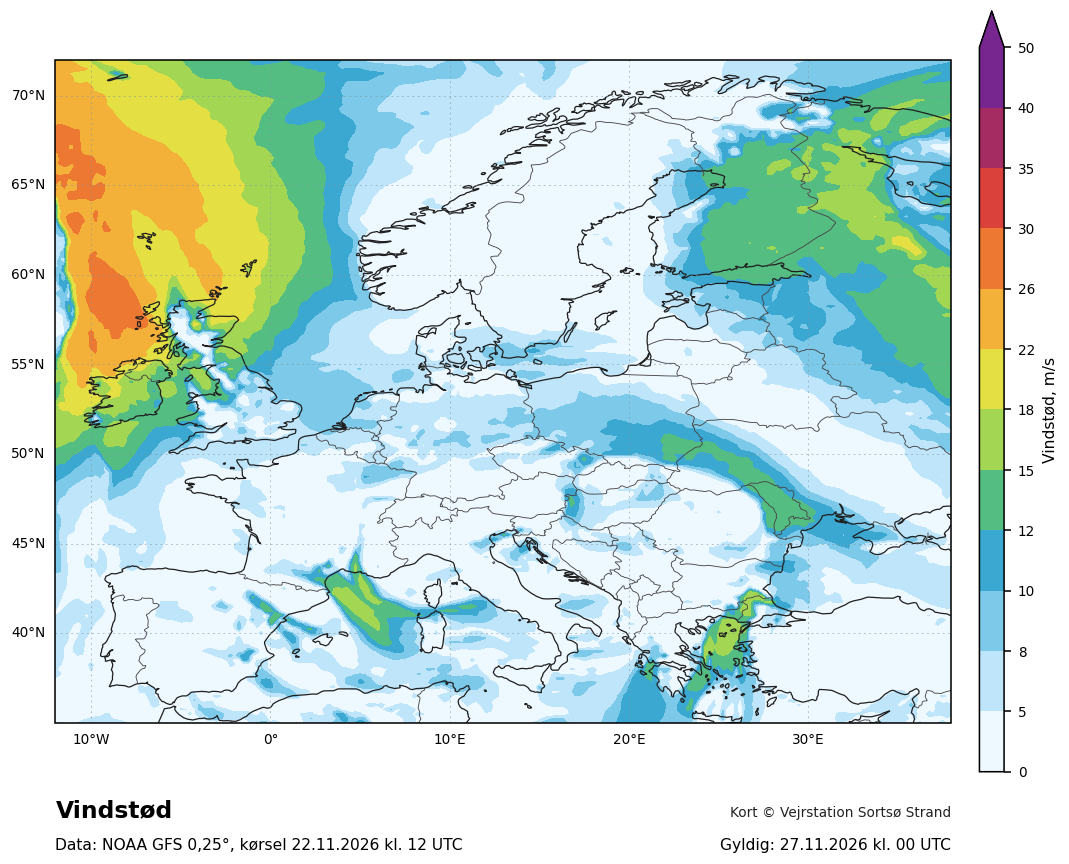 50
40
35
30
26
22
18
15
12
10
8
5
0
Vindstød, m/s
70°N
65°N
60°N
55°N
50°N
45°N
40°N
10°W
0°
10°E
20°E
30°E
Vindstød
Kort © Vejrstation Sortsø Strand
Data: NOAA GFS 0,25°, kørsel 22.11.2026 kl. 12 UTC
Gyldig: 27.11.2026 kl. 00 UTC